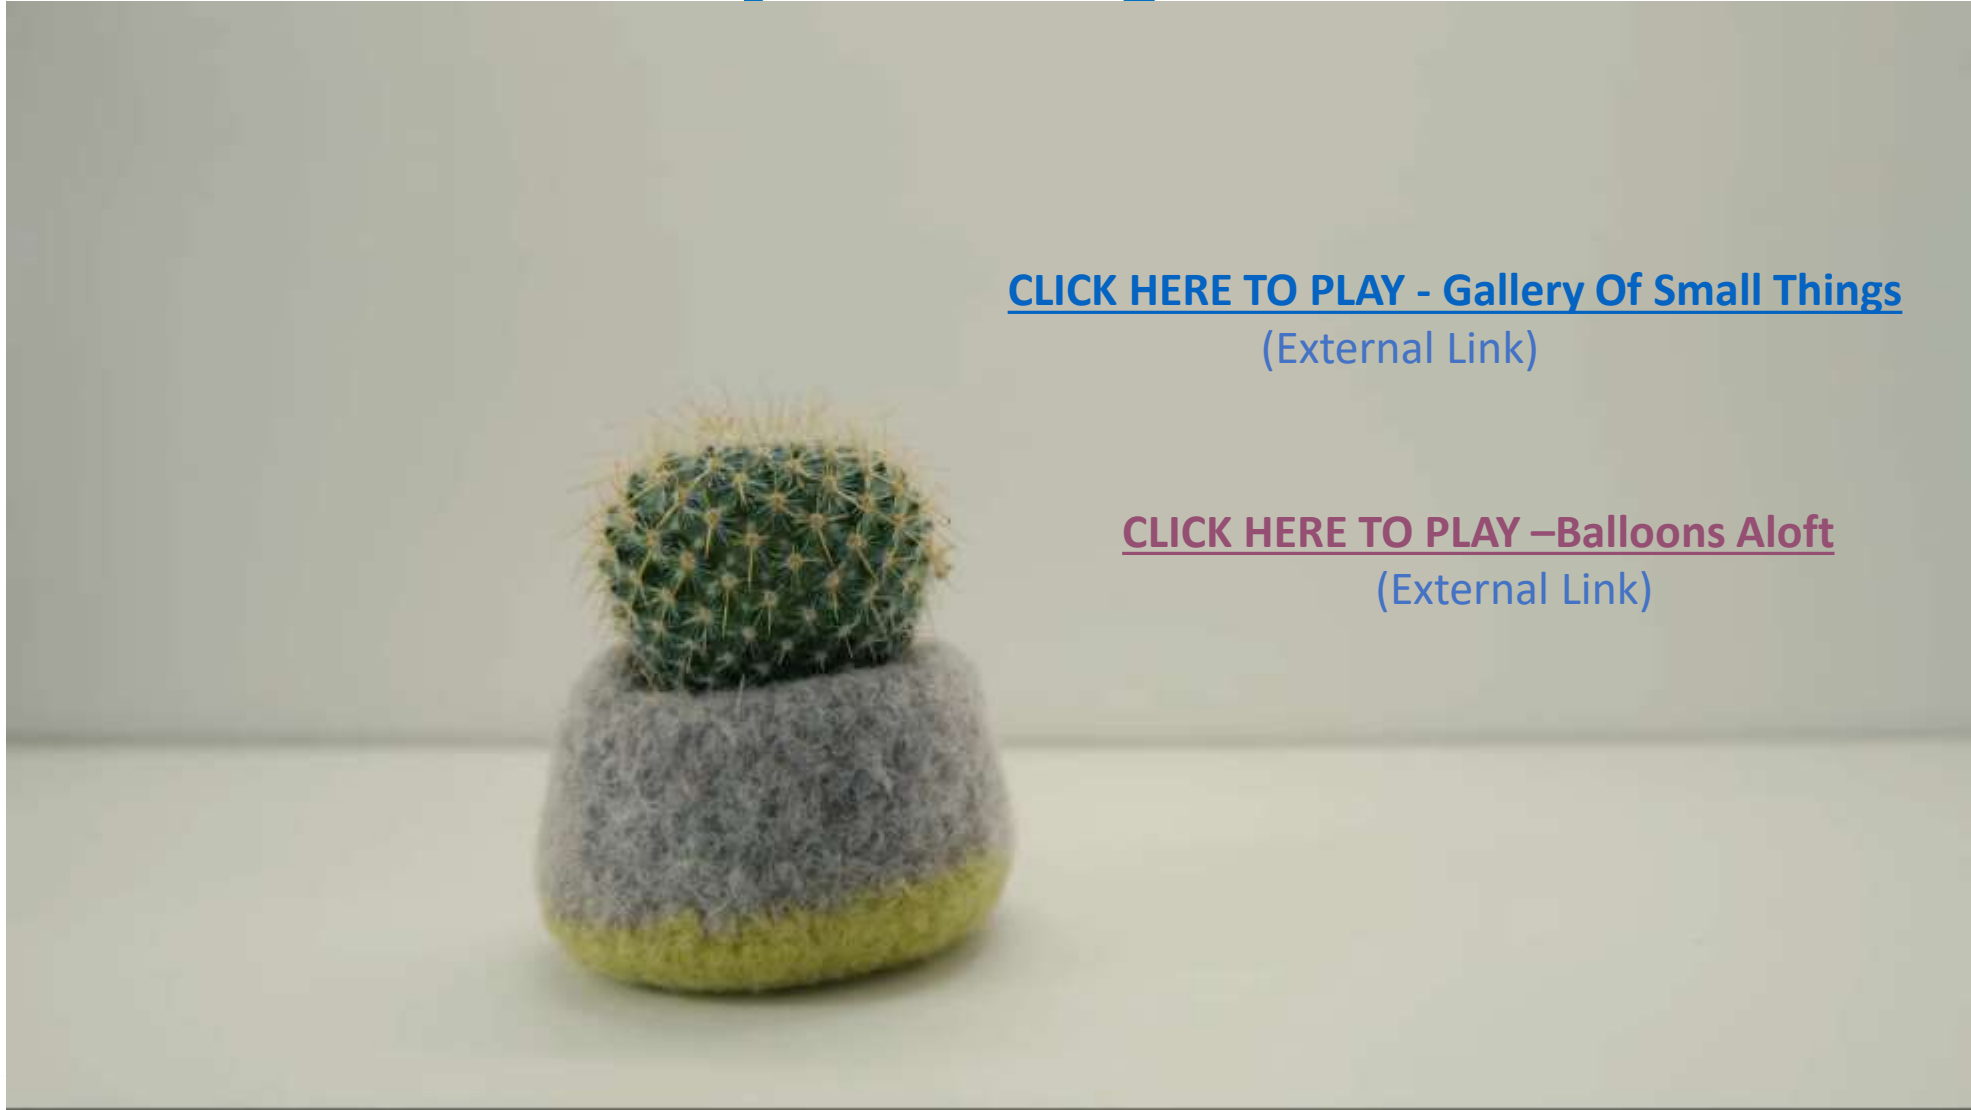 CLICK HERE TO PLAY - Gallery Of Small Things
(External Link)
CLICK HERE TO PLAY –Balloons Aloft
(External Link)